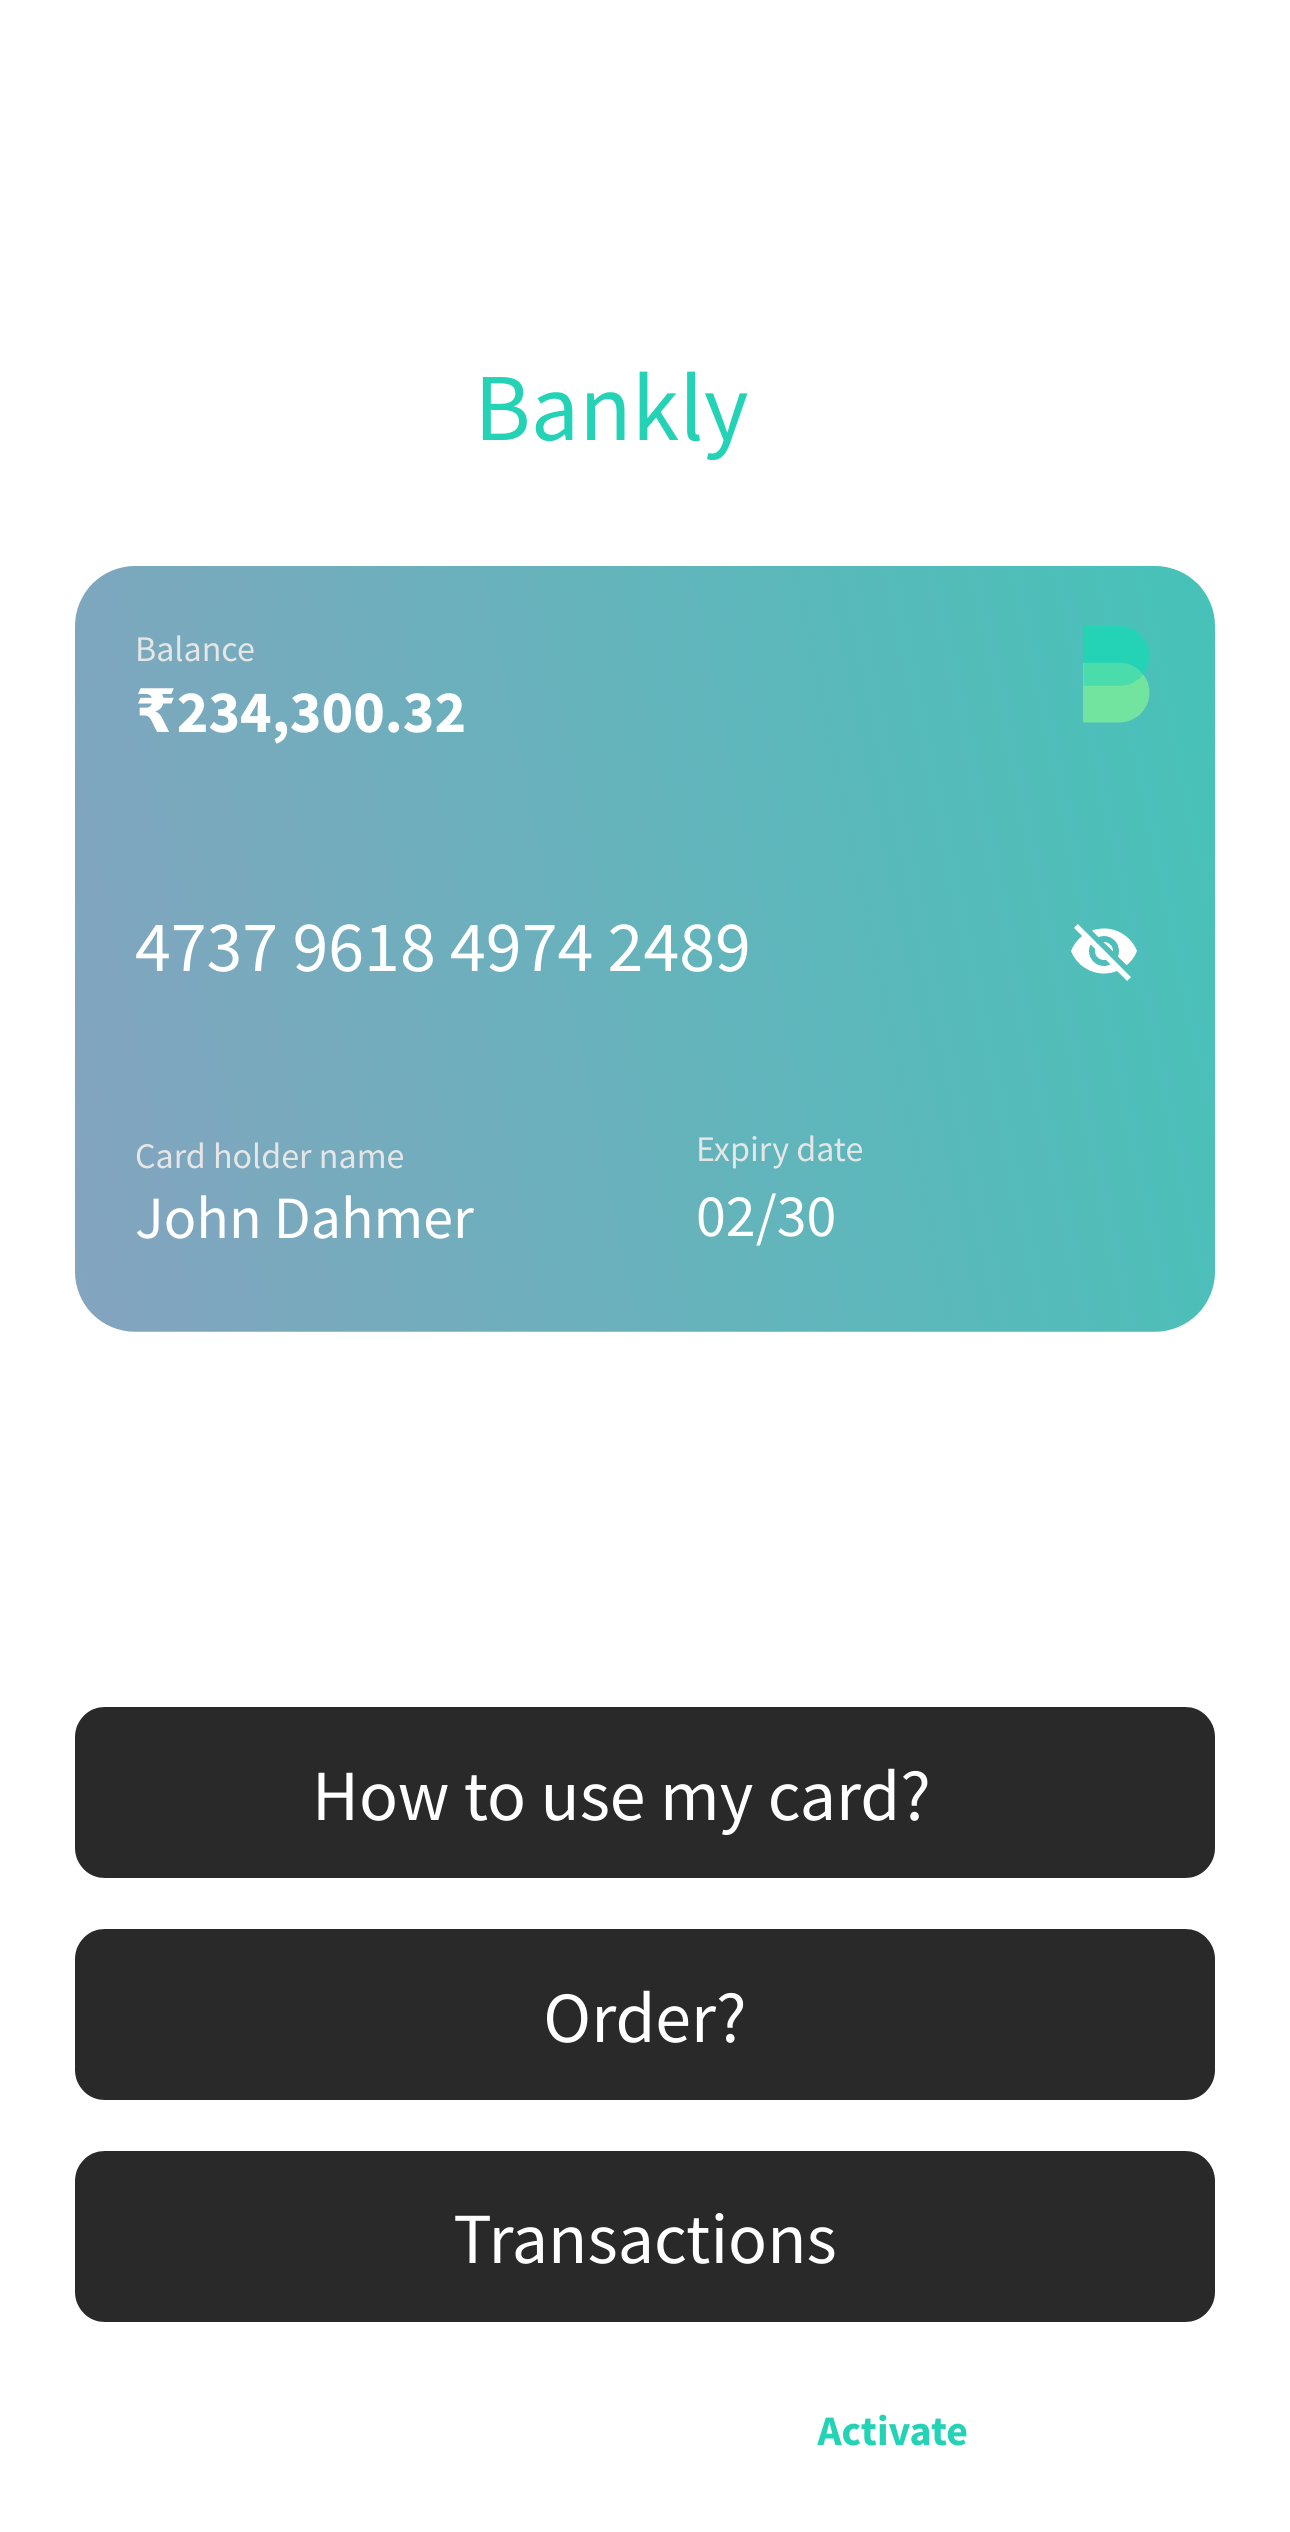 Bankly
Balance
₹234,300.32
4737 9618 4974 2489
Card holder name
John Dahmer
Expiry date
02/30
How to use my card?
Order?
Transactions
Activate